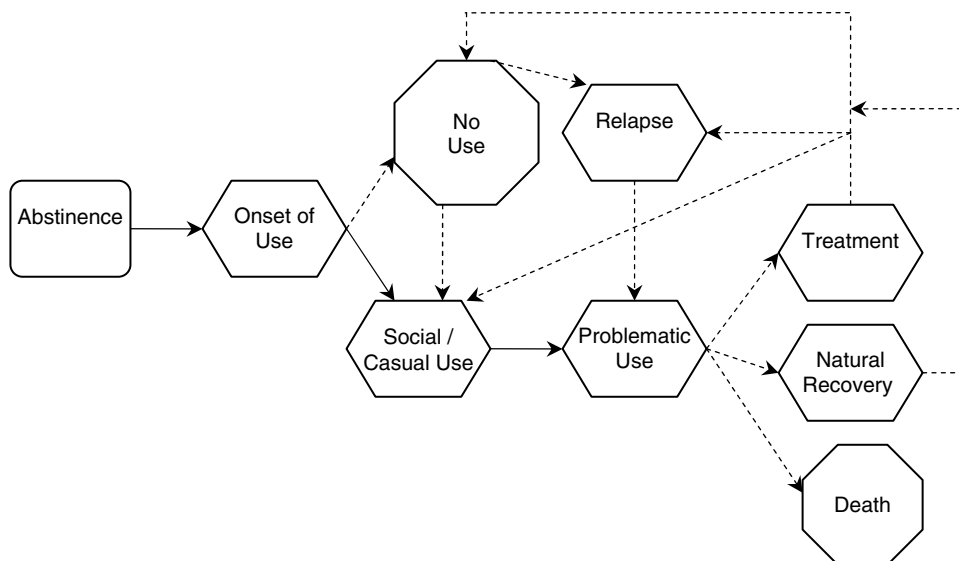 No
Use
Relapse
Abstinence
Onset of
Use
Treatment
Social /
Casual Use
Problematic
Use
Natural
Recovery
Death